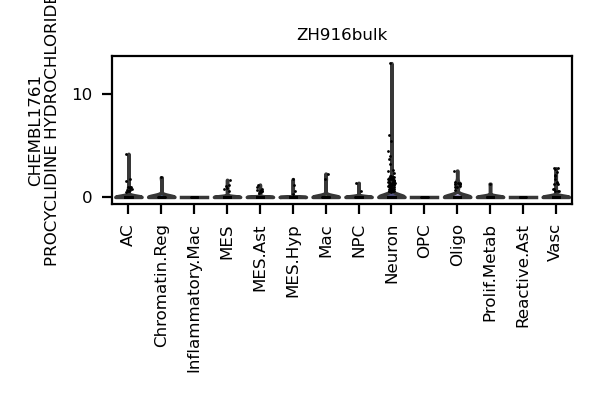 ZH916bulk
CHEMBL1761
PROCYCLIDINE HYDROCHLORIDE
10
0
AC
Chromatin.Reg
Inflammatory.Mac
MES
MES.Ast
MES.Hyp
Mac
NPC
Neuron
OPC
Oligo
Prolif.Metab
Reactive.Ast
Vasc